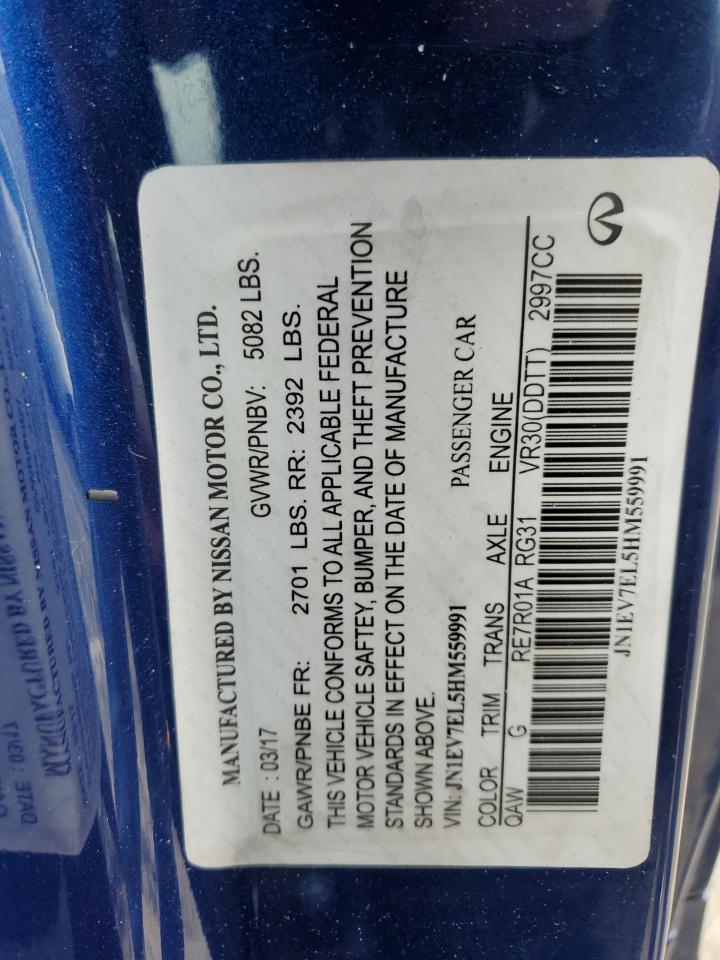 MANUFACTURED BY NISSAN MOTOR CO., LTD.
DATE : 03/17 GVWR/PNBV: 5082 LBS.
GAWR/PNBE FR: 2701 LBS. RR: 2392 LBS.
THIS VEHICLE CONFORMS TO ALL APPLICABLE FEDERAL
MOTOR VEHICLE SAFTEY, BUMPER, AND THEFT PREVENTION
STANDARDS IN EFFECT ON THE DATE OF MANUFACTURE
SHOWN ABOVE.
VIN: JN1EV7EL5HM559991 PASSENGER CAR
COLOR TRIM TRANS AXLE ENGINE
QAW G RE7R01A RG31 VR30(DDTT) 2997CC
JN1EV7EL5HM559991